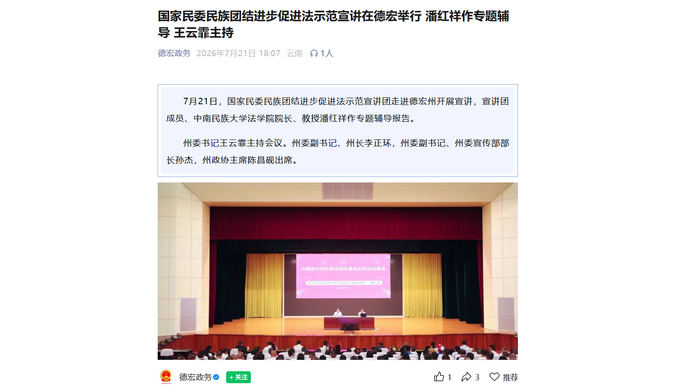 国家民委民族团结进步促进法示范宣讲在德宏举行 潘红祥作专题辅
导 王云霏主持
德宏政务 2026年7月21日 18:07 云南 1人
7月21日，国家民委民族团结进步促进法示范宣讲团走进德宏州开展宣讲，宣讲团
成员、中南民族大学法学院院长、教授潘红祥作专题辅导报告。
州委书记王云霏主持会议。州委副书记、州长李正环，州委副书记、州委宣传部部
长孙杰，州政协主席陈昌砚出席。
德宏政务 +关注 1 3 推荐